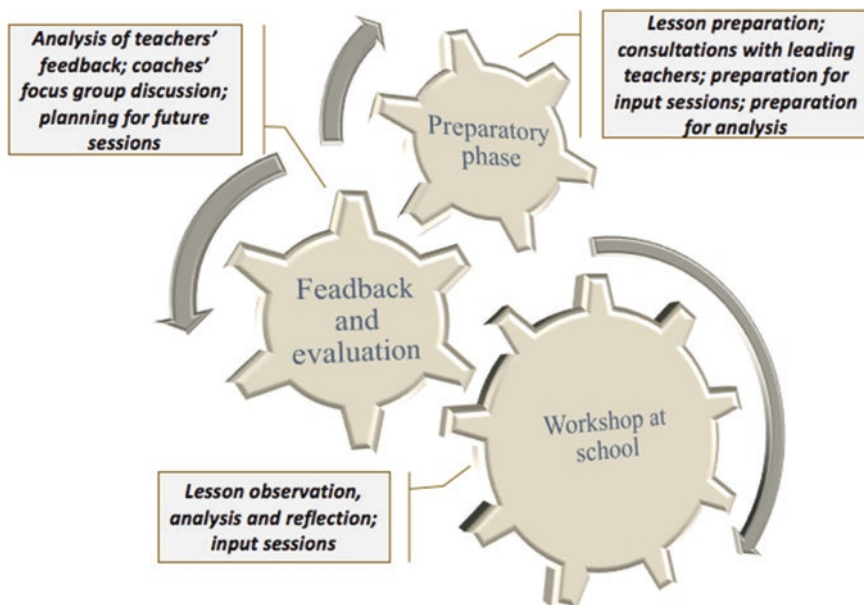 Analysis of teachers’
feedback; coaches’
focus group discussion;
planning for future
sessions
Lesson preparation;
consultations with leading
teachers; preparation for
input sessions; preparation
for analysis
Preparatory
phase
Feadback
and
evaluation
Workshop at
school
Lesson observation,
analysis and reflection;
input sessions